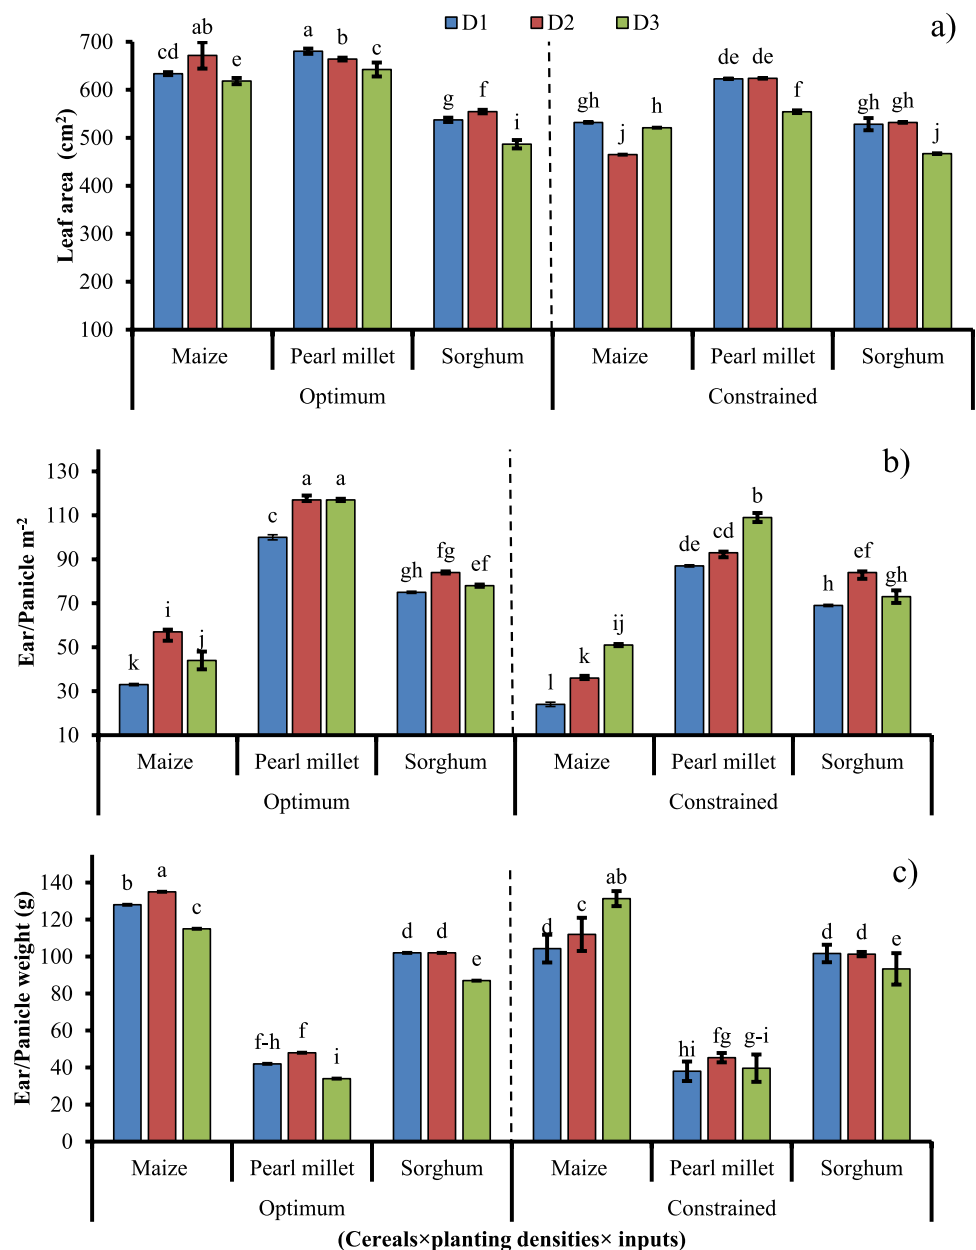 D1 D2 D3
a)
Leaf area (cm²)
700
600
500
400
300
200
100
cd ab e a b c g f i gh j h de de f gh gh j
Maize Pearl millet Sorghum Maize Pearl millet Sorghum
Optimum Constrained
b)
Ear/Panicle m⁻²
130
110
90
70
50
30
10
k i j c a a gh fg ef l k ij de cd b h ef gh
Maize Pearl millet Sorghum Maize Pearl millet Sorghum
Optimum Constrained
c)
Ear/Panicle weight (g)
140
120
100
80
60
40
20
0
b a c f-h f i d d e d c ab hi fg g-i d d e
Maize Pearl millet Sorghum Maize Pearl millet Sorghum
Optimum Constrained
(Cereals×planting densities× inputs)